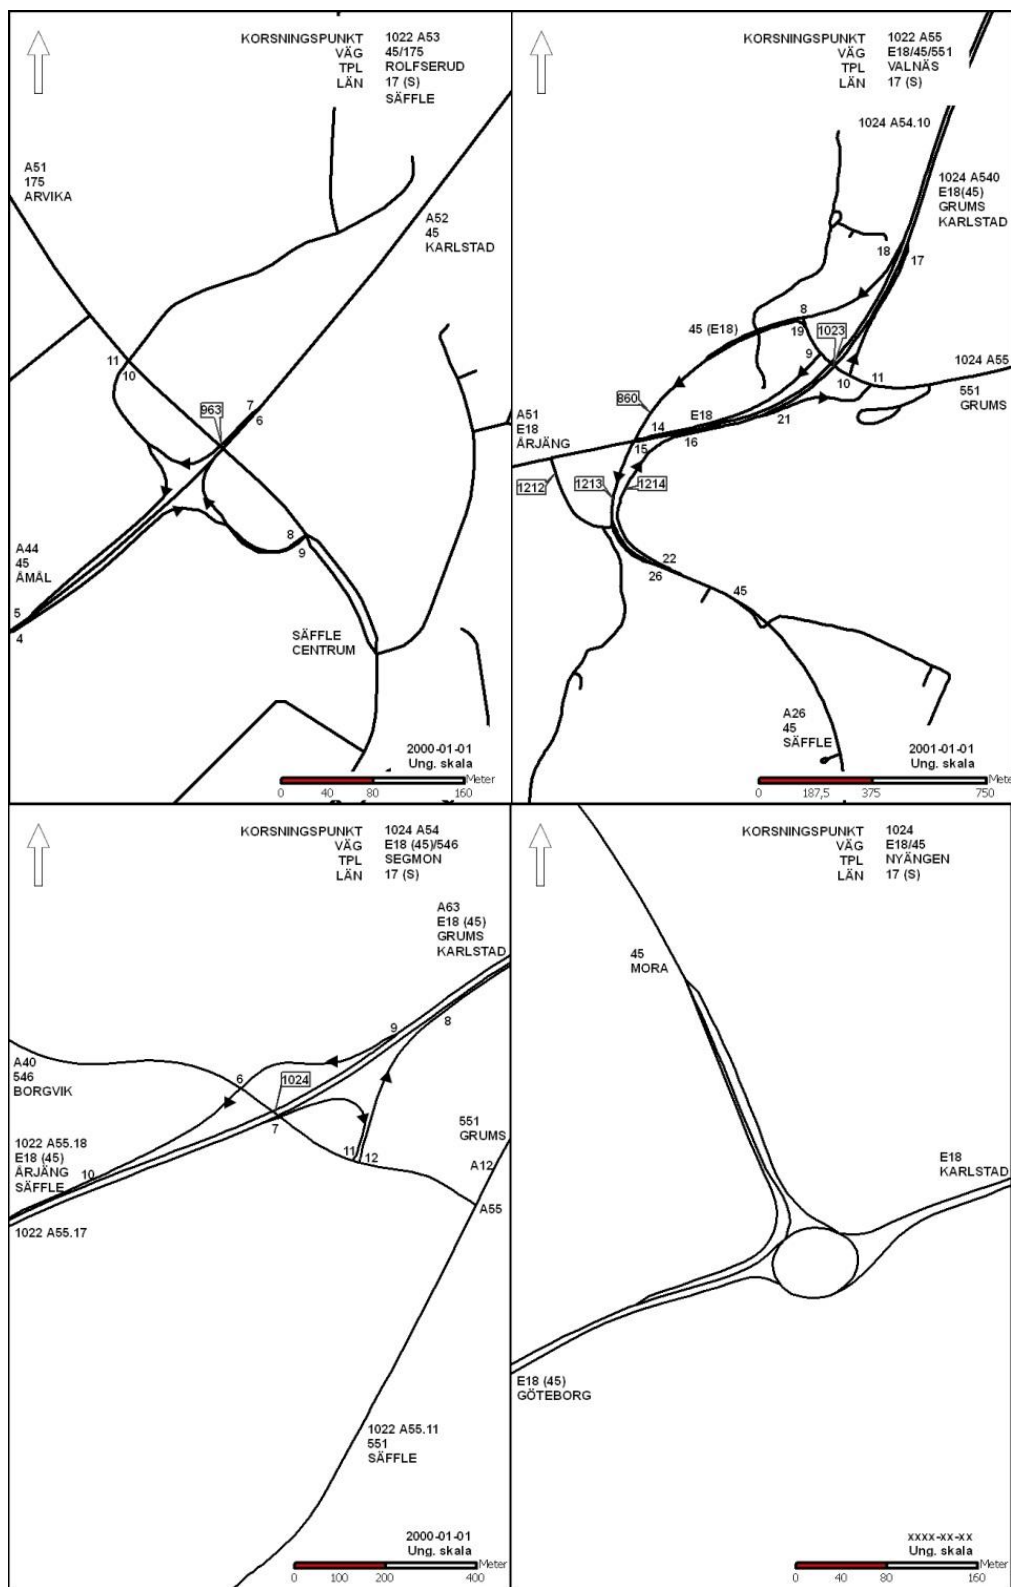 KORSNINGSPUNKT 1022 A53
VÄG 45/175
TPL ROLFSERUD
LÄN 17 (S)
SÄFFLE
A51
175
ARVIKA
A52
45
KARLSTAD
11
10
963
7
6
8
9
A44
45
ÅMÅL
5
4
SÄFFLE
CENTRUM
2000-01-01
Ung. skala
Meter
0 40 80 160
KORSNINGSPUNKT 1022 A55
VÄG E18/45/551
TPL VALNÄS
LÄN 17 (S)
1024 A54.10
1024 A540
E18(45)
GRUMS
KARLSTAD
18
17
8
45 (E18)
19
1023
9
1024 A55
10
11
551
GRUMS
860
A51
E18
ÅRJÄNG
E18
14
21
15
16
1212
1213
1214
22
26
45
A26
45
SÄFFLE
2001-01-01
Ung. skala
Mete
0 187,5 375 750
KORSNINGSPUNKT 1024 A54
VÄG E18 (45)/546
TPL SEGMON
LÄN 17 (S)
A63
E18 (45)
GRUMS
KARLSTAD
9
8
A40
546
BORGVIK
6
1024
7
551
GRUMS
1022 A55.18
E18 (45)
ÅRJÄNG
SÄFFLE
10
11
12
A12
A55
1022 A55.17
1022 A55.11
551
SÄFFLE
2000-01-01
Ung. skala
Meter
0 100 200 400
KORSNINGSPUNKT 1024
VÄG E18/45
TPL NYÄNGEN
LÄN 17 (S)
45
MORA
E18
KARLSTAD
E18 (45)
GÖTEBORG
xxxx-xx-xx
Ung. skala
Meter
0 40 80 160